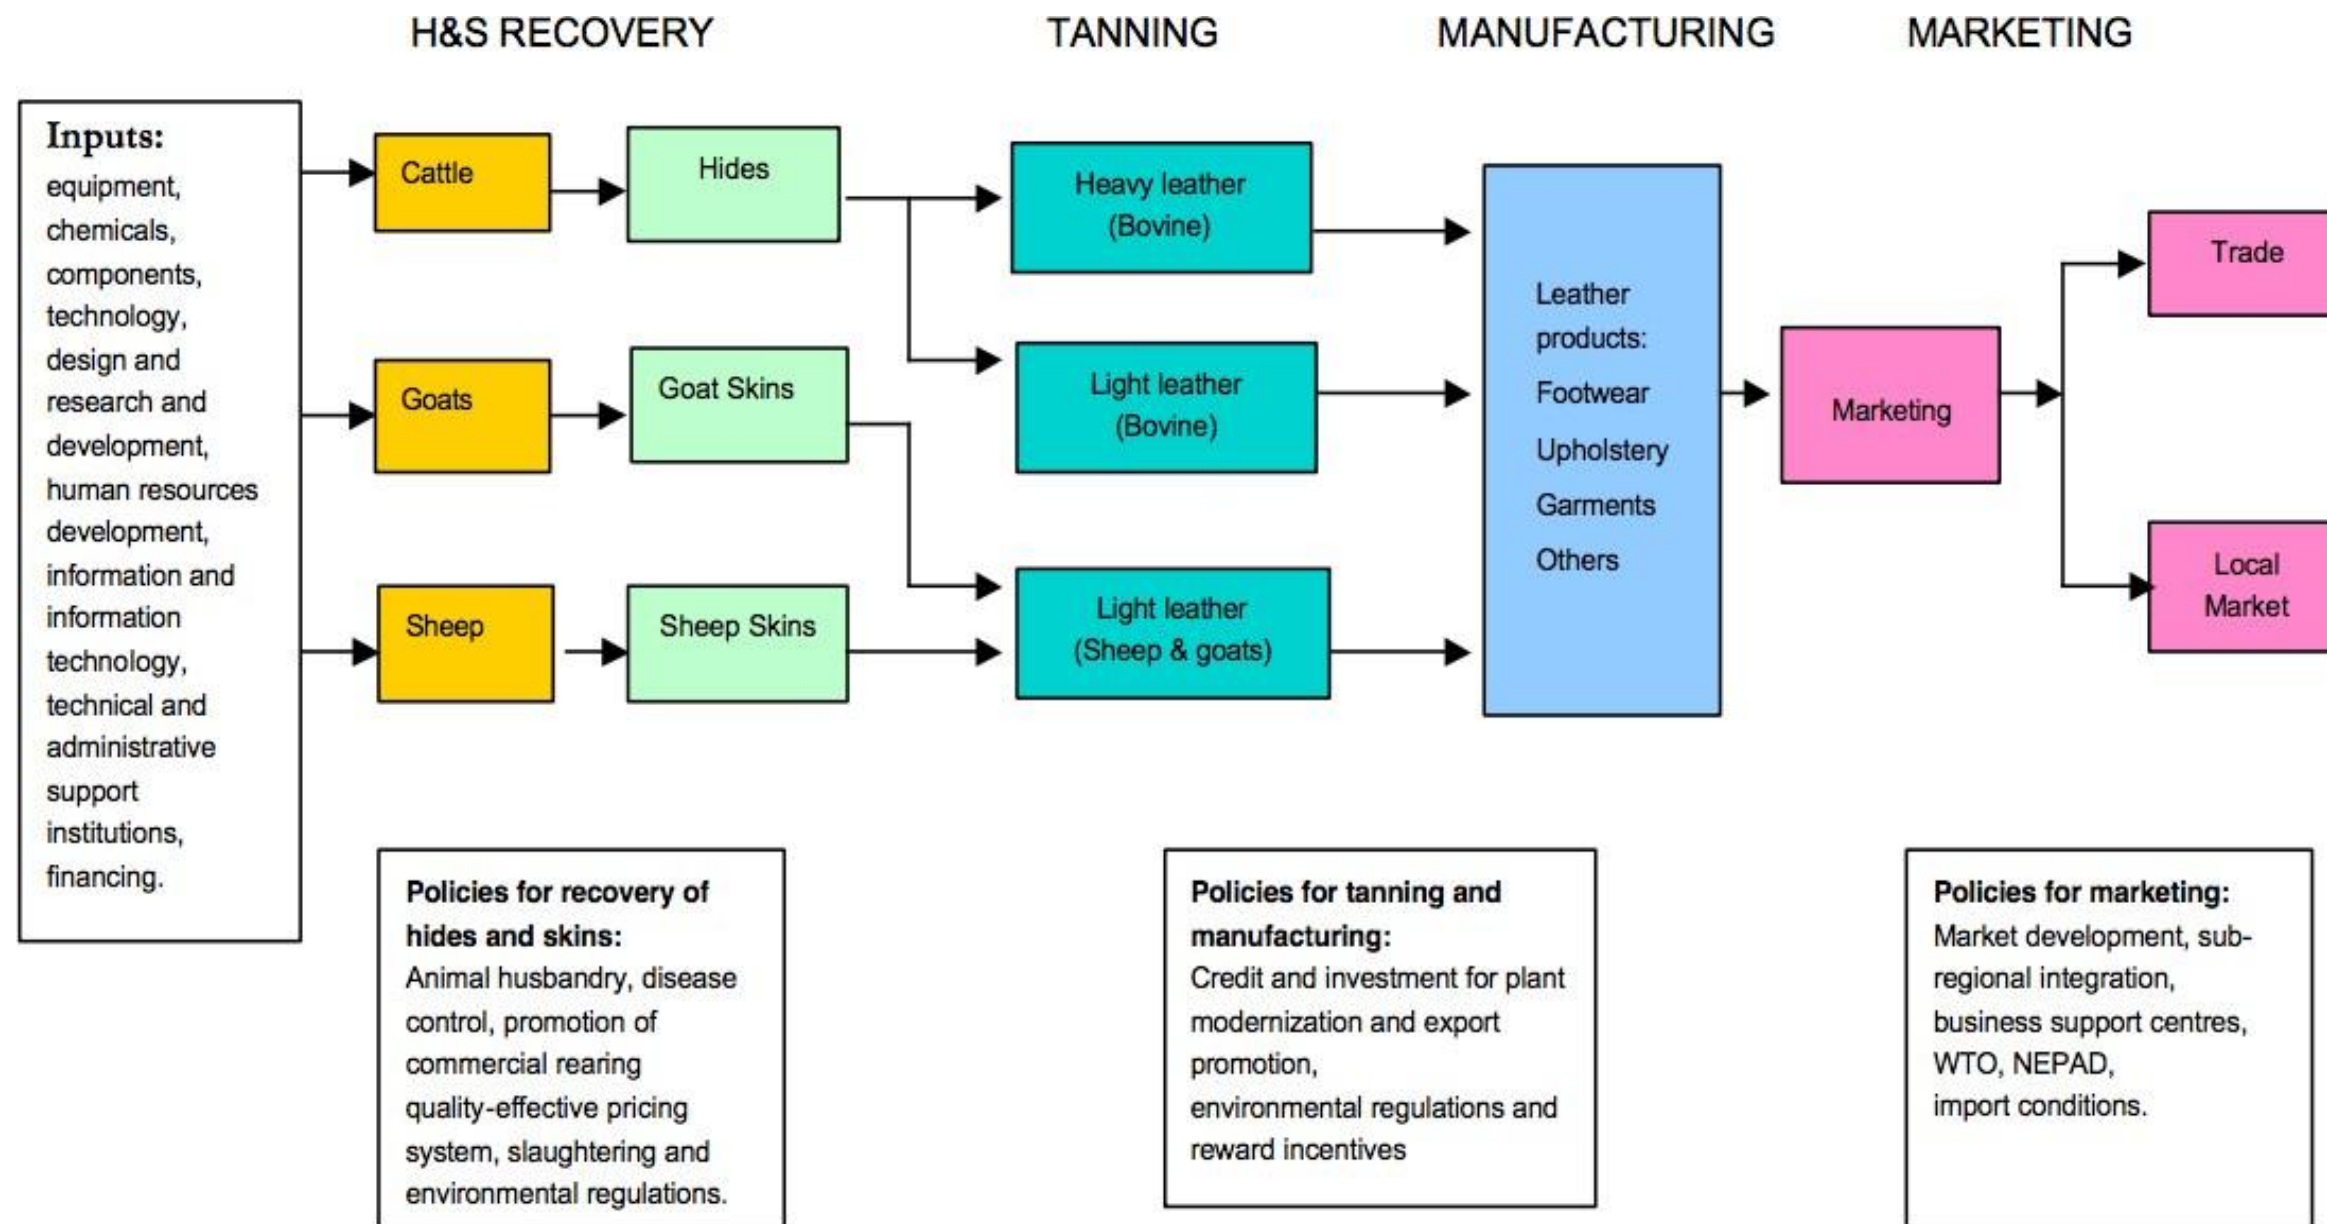 H&S RECOVERY
TANNING
MANUFACTURING
MARKETING
Inputs:
equipment,
chemicals,
components,
technology,
design and
research and
development,
human resources
development,
information and
information
technology,
technical and
administrative
support
institutions,
financing.
Cattle
Hides
Goats
Goat Skins
Sheep
Sheep Skins
Heavy leather
(Bovine)
Light leather
(Bovine)
Light leather
(Sheep & goats)
Leather
products:
Footwear
Upholstery
Garments
Others
Marketing
Trade
Local
Market
Policies for recovery of
hides and skins:
Animal husbandry, disease
control, promotion of
commercial rearing
quality-effective pricing
system, slaughtering and
environmental regulations.
Policies for tanning and
manufacturing:
Credit and investment for plant
modernization and export
promotion,
environmental regulations and
reward incentives
Policies for marketing:
Market development, sub-
regional integration,
business support centres,
WTO, NEPAD,
import conditions.